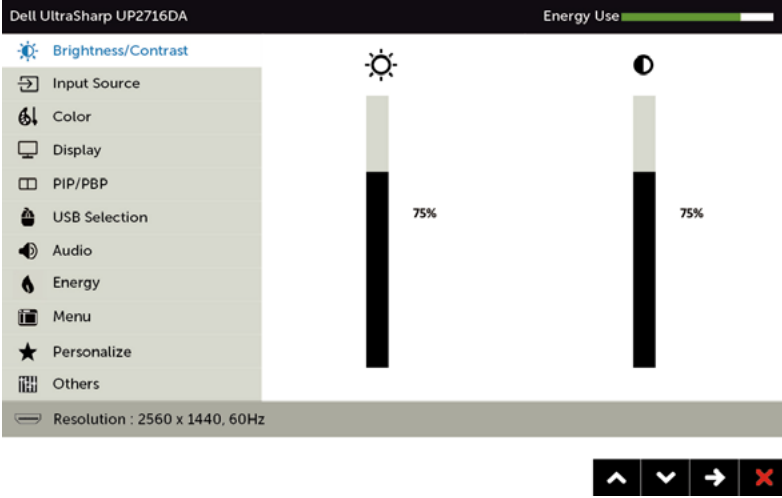 Dell UltraSharp UP2716DA
Energy Use
Brightness/Contrast
Input Source
Color
Display
PIP/PBP
USB Selection
Audio
Energy
Menu
Personalize
Others
75%
75%
Resolution : 2560 x 1440, 60Hz